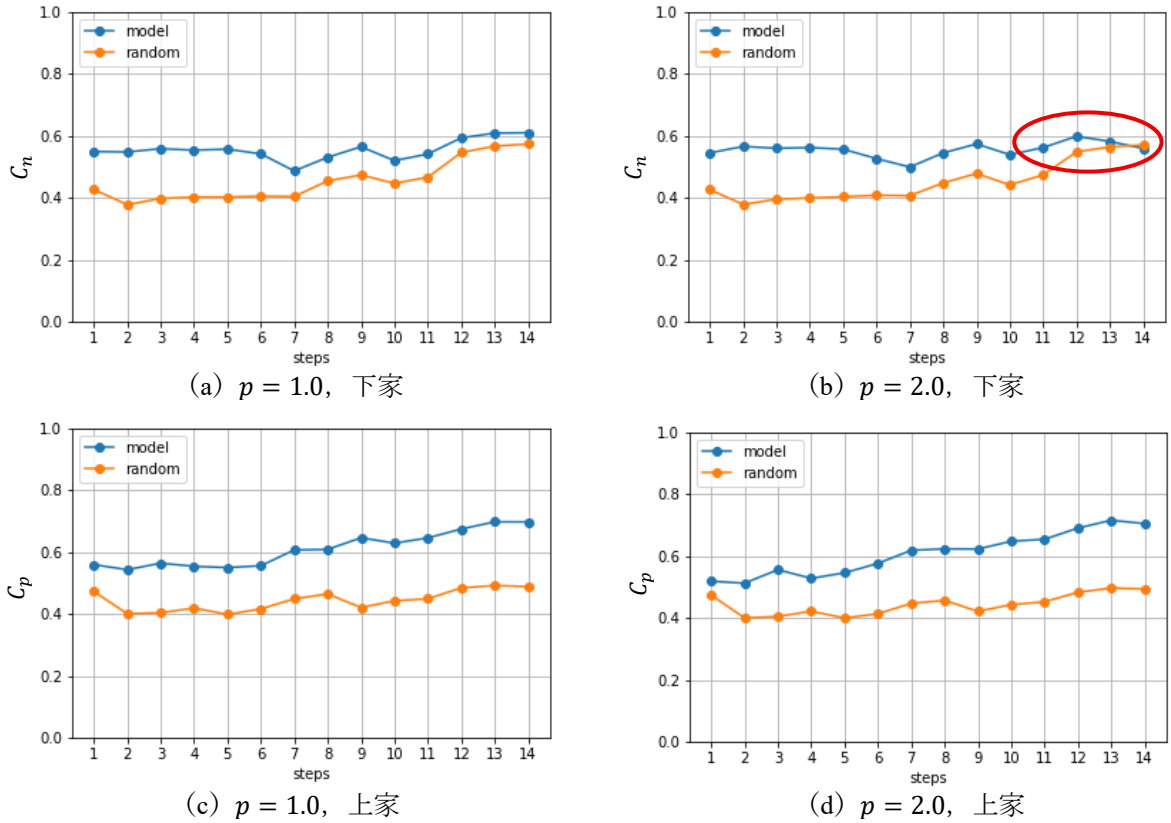 1.0
0.8
0.6
0.4
0.2
0.0
C_n
model
random
1 2 3 4 5 6 7 8 9 10 11 12 13 14
steps
(a) p = 1.0, 下家
1.0
0.8
0.6
0.4
0.2
0.0
C_n
model
random
1 2 3 4 5 6 7 8 9 10 11 12 13 14
steps
(b) p = 2.0, 下家
1.0
0.8
0.6
0.4
0.2
0.0
C_p
model
random
1 2 3 4 5 6 7 8 9 10 11 12 13 14
steps
(c) p = 1.0, 上家
1.0
0.8
0.6
0.4
0.2
0.0
C_p
model
random
1 2 3 4 5 6 7 8 9 10 11 12 13 14
steps
(d) p = 2.0, 上家